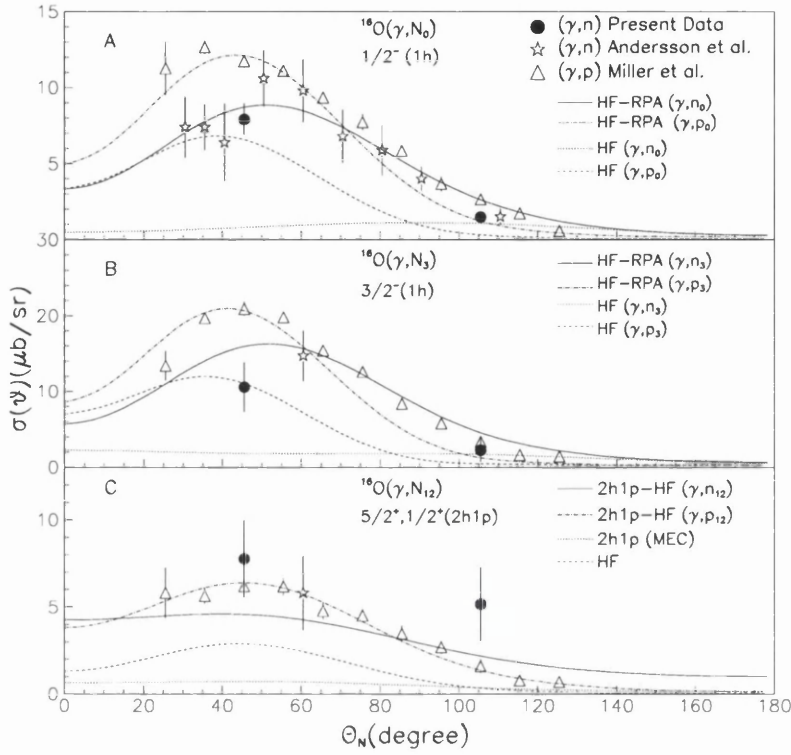 A
¹⁶O(γ,N₀)
1/2⁻(1h)
(γ,n) Present Data
(γ,n) Andersson et al.
(γ,p) Miller et al.
HF-RPA (γ,n₀)
HF-RPA (γ,p₀)
HF (γ,n₀)
HF (γ,p₀)
15
10
5
30
B
¹⁶O(γ,N₃)
3/2⁻(1h)
HF-RPA (γ,n₃)
HF-RPA (γ,p₃)
HF (γ,n₃)
HF (γ,p₃)
20
10
0
σ(ϑ)(μb/sr)
C
¹⁶O(γ,N₁₂)
5/2⁺,1/2⁺(2h1p)
2h1p-HF (γ,n₁₂)
2h1p-HF (γ,p₁₂)
2h1p (MEC)
HF
10
5
0
0 20 40 60 80 100 120 140 160 180
Θ_N(degree)